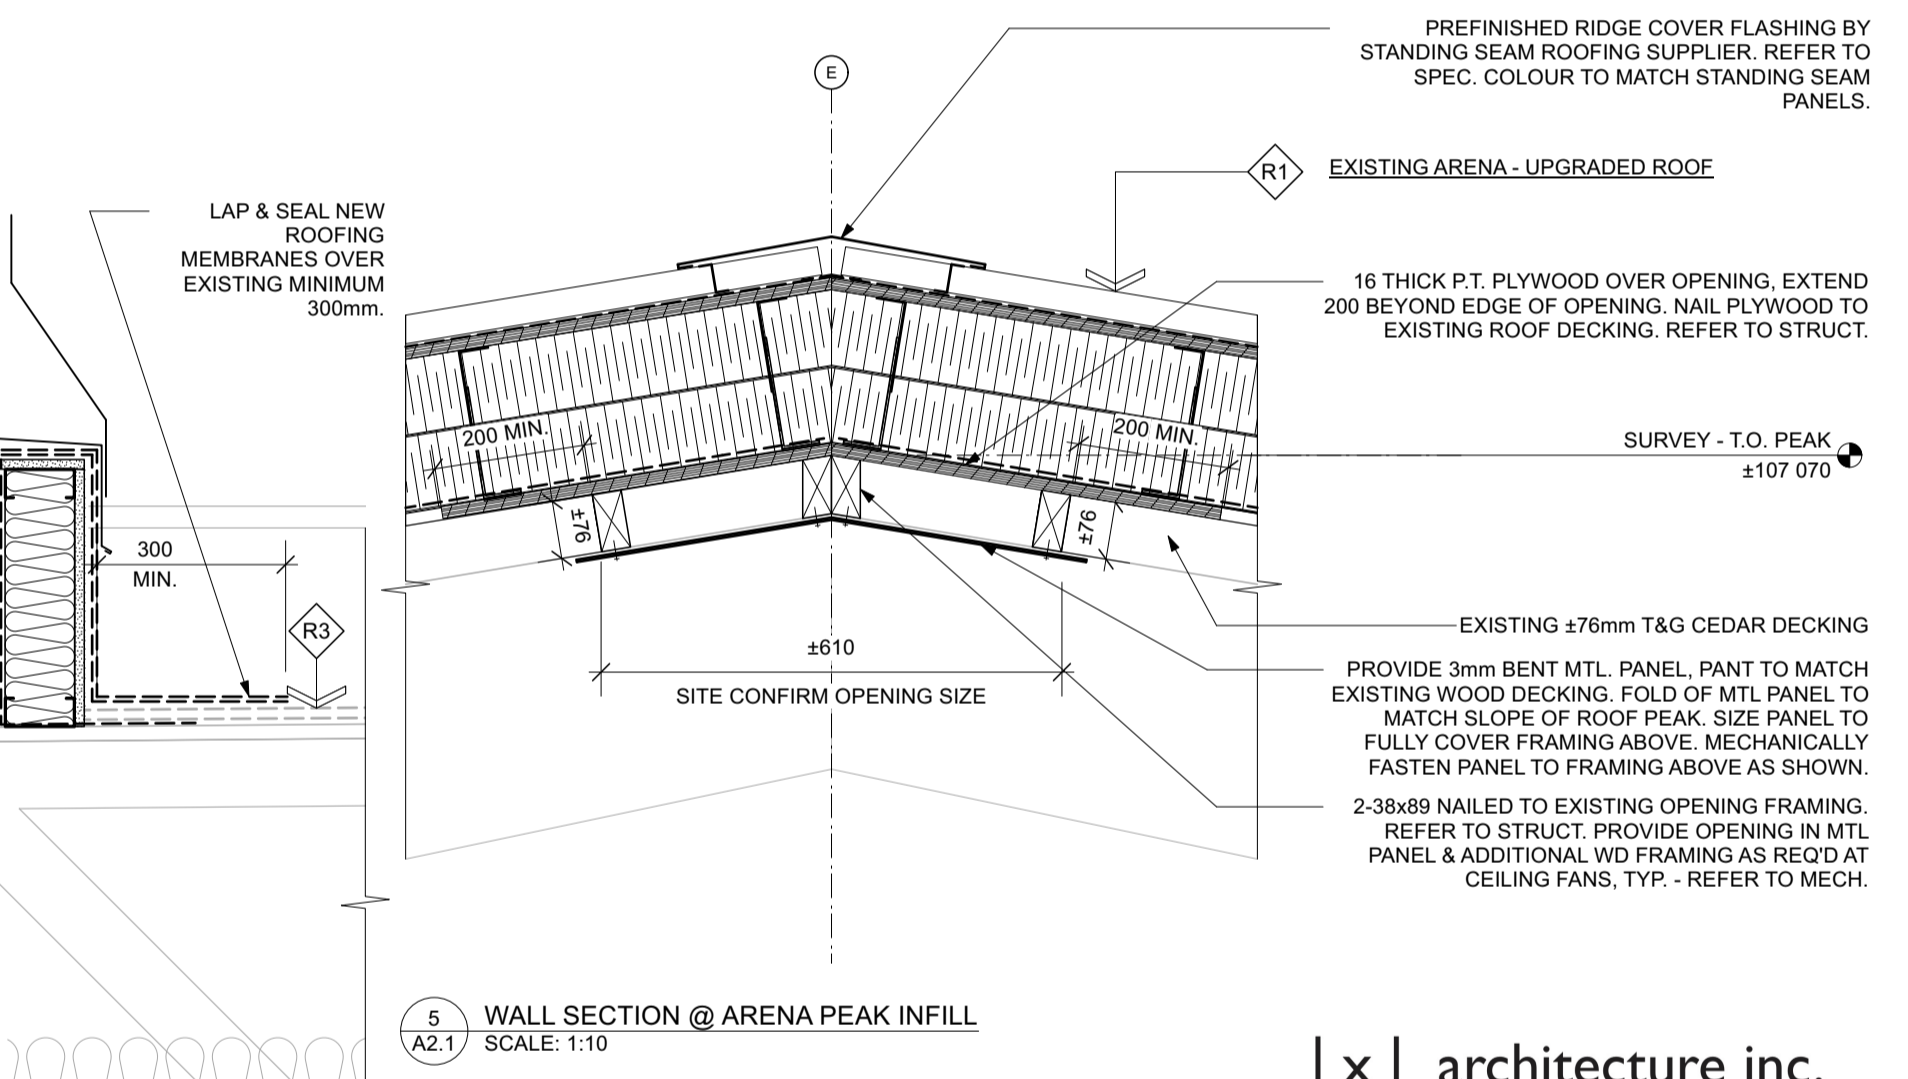 PREFINISHED RIDGE COVER FLASHING BY
STANDING SEAM ROOFING SUPPLIER. REFER TO
SPEC. COLOUR TO MATCH STANDING SEAM
PANELS.
E
R1
EXISTING ARENA - UPGRADED ROOF
LAP & SEAL NEW
ROOFING
MEMBRANES OVER
EXISTING MINIMUM
300mm.
16 THICK P.T. PLYWOOD OVER OPENING, EXTEND
200 BEYOND EDGE OF OPENING. NAIL PLYWOOD TO
EXISTING ROOF DECKING. REFER TO STRUCT.
200 MIN.
200 MIN.
SURVEY - T.O. PEAK
±107 070
±76
±76
300
MIN.
R3
±610
SITE CONFIRM OPENING SIZE
EXISTING ±76mm T&G CEDAR DECKING
PROVIDE 3mm BENT MTL. PANEL, PANT TO MATCH
EXISTING WOOD DECKING. FOLD OF MTL PANEL TO
MATCH SLOPE OF ROOF PEAK. SIZE PANEL TO
FULLY COVER FRAMING ABOVE. MECHANICALLY
FASTEN PANEL TO FRAMING ABOVE AS SHOWN.
2-38x89 NAILED TO EXISTING OPENING FRAMING.
REFER TO STRUCT. PROVIDE OPENING IN MTL
PANEL & ADDITIONAL WD FRAMING AS REQ'D AT
CEILING FANS, TYP. - REFER TO MECH.
5
A2.1
WALL SECTION @ ARENA PEAK INFILL
SCALE: 1:10
|x| architecture inc.